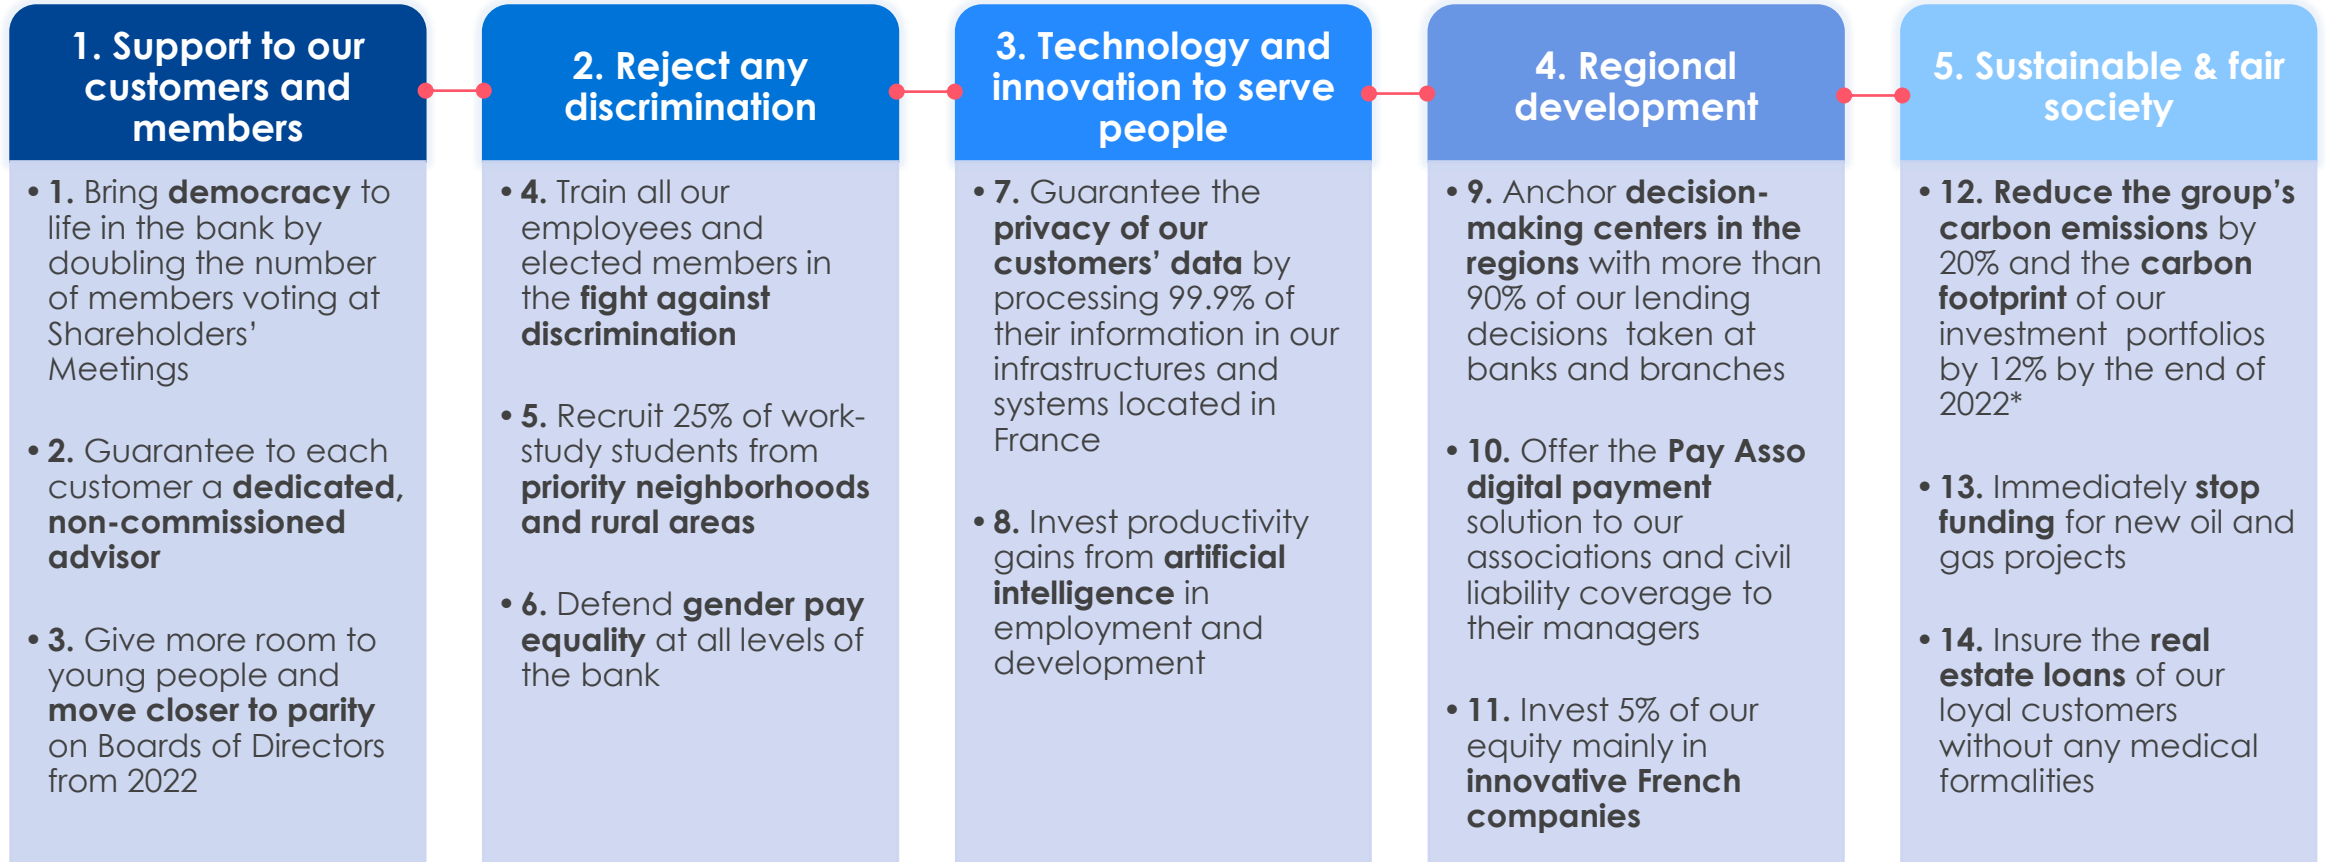 1. Support to our
customers and
members
• 1. Bring democracy to
life in the bank by
doubling the number
of members voting at
Shareholders’
Meetings
• 2. Guarantee to each
customer a dedicated,
non-commissioned
advisor
• 3. Give more room to
young people and
move closer to parity
on Boards of Directors
from 2022
2. Reject any
discrimination
• 4. Train all our
employees and
elected members in
the fight against
discrimination
• 5. Recruit 25% of work-
study students from
priority neighborhoods
and rural areas
• 6. Defend gender pay
equality at all levels of
the bank
3. Technology and
innovation to serve
people
• 7. Guarantee the
privacy of our
customers’ data by
processing 99.9% of
their information in our
infrastructures and
systems located in
France
• 8. Invest productivity
gains from artificial
intelligence in
employment and
development
4. Regional
development
• 9. Anchor decision-
making centers in the
regions with more than
90% of our lending
decisions taken at
banks and branches
• 10. Offer the Pay Asso
digital payment
solution to our
associations and civil
liability coverage to
their managers
• 11. Invest 5% of our
equity mainly in
innovative French
companies
5. Sustainable & fair
society
• 12. Reduce the group’s
carbon emissions by
20% and the carbon
footprint of our
investment portfolios
by 12% by the end of
2022*
• 13. Immediately stop
funding for new oil and
gas projects
• 14. Insure the real
estate loans of our
loyal customers
without any medical
formalities